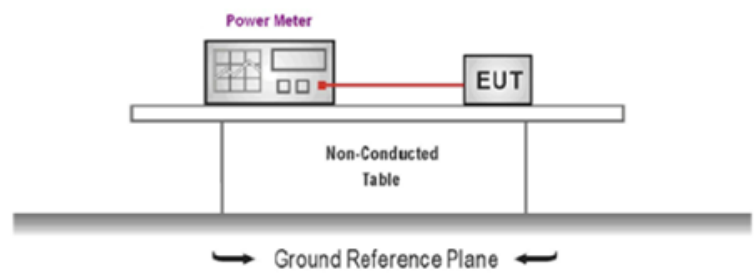 Power Meter
EUT
Non-Conducted
Table
Ground Reference Plane